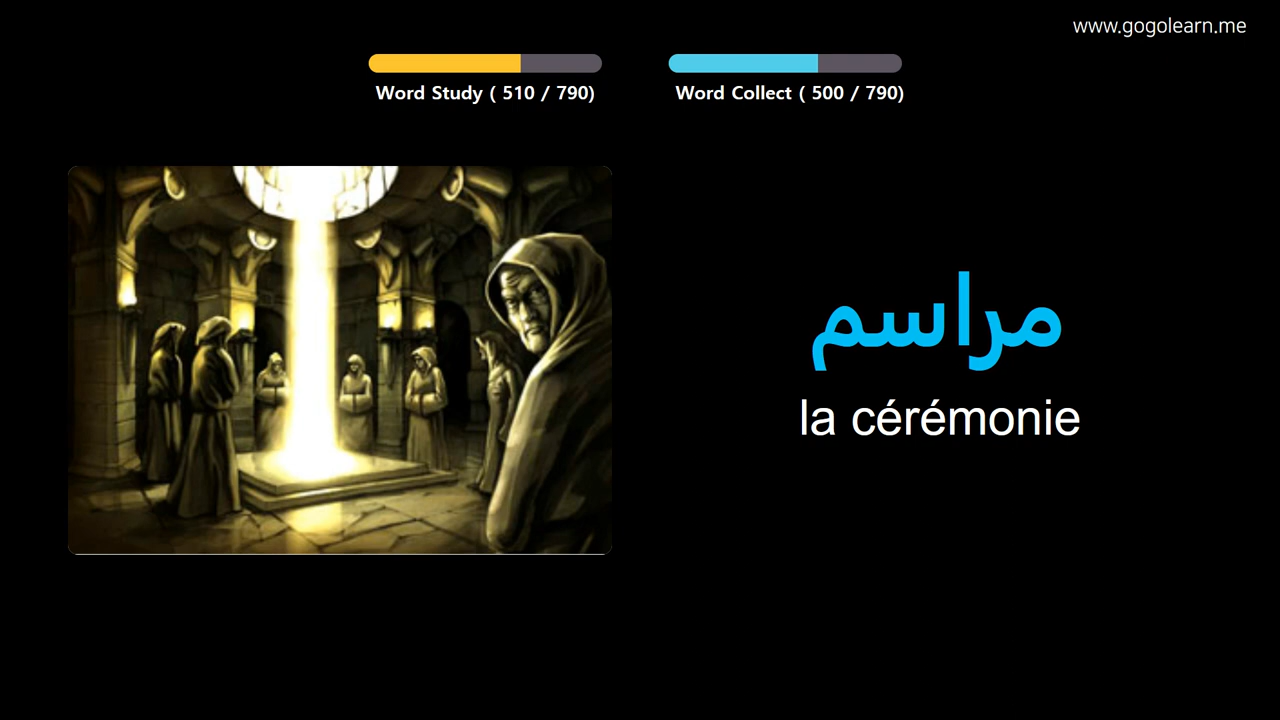 www.gogolearn.me
Word Study ( 510 / 790)
Word Collect ( 500 / 790)
مراسم
la cérémonie